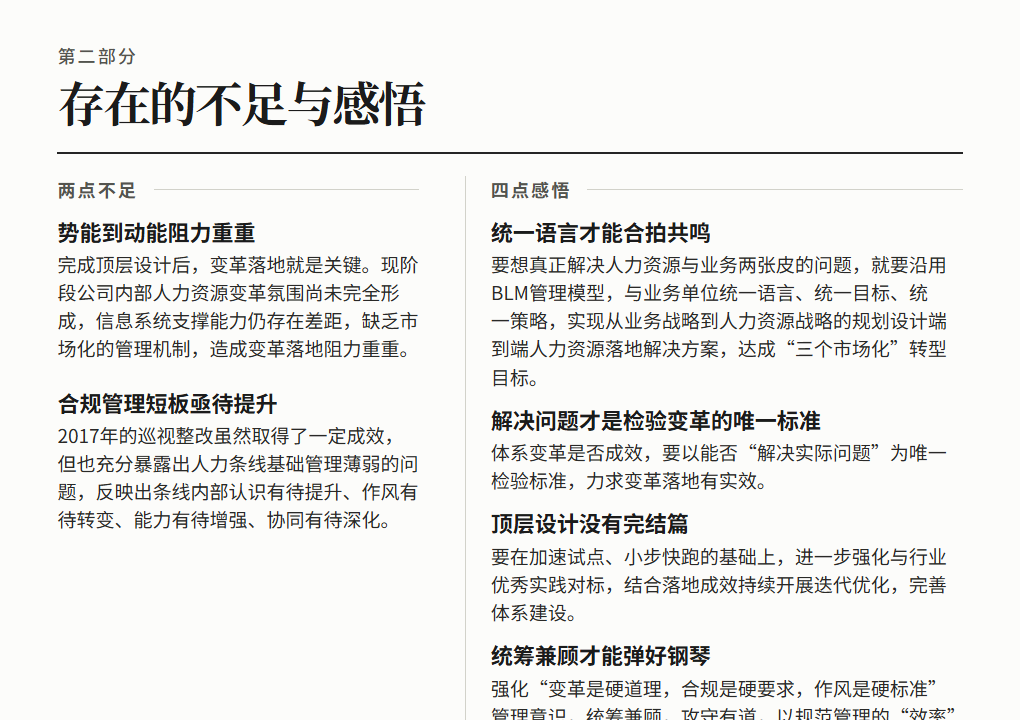 第二部分
存在的不足与感悟
两点不足
势能到动能阻力重重
完成顶层设计后，变革落地就是关键。现阶
段公司内部人力资源变革氛围尚未完全形
成，信息系统支撑能力仍存在差距，缺乏市
场化的管理机制，造成变革落地阻力重重。
合规管理短板亟待提升
2017年的巡视整改虽然取得了一定成效，
但也充分暴露出人力条线基础管理薄弱的问
题，反映出条线内部认识有待提升、作风有
待转变、能力有待增强、协同有待深化。
四点感悟
统一语言才能合拍共鸣
要想真正解决人力资源与业务两张皮的问题，就要沿用
BLM管理模型，与业务单位统一语言、统一目标、统
一策略，实现从业务战略到人力资源战略的规划设计端
到端人力资源落地解决方案，达成“三个市场化”转型
目标。
解决问题才是检验变革的唯一标准
体系变革是否成效，要以能否“解决实际问题”为唯一
检验标准，力求变革落地有实效。
顶层设计没有完结篇
要在加速试点、小步快跑的基础上，进一步强化与行业
优秀实践对标，结合落地成效持续开展迭代优化，完善
体系建设。
统筹兼顾才能弹好钢琴
强化“变革是硬道理，合规是硬要求，作风是硬标准”
管理意识，统筹兼顾，攻守有道，以规范管理的“效率”